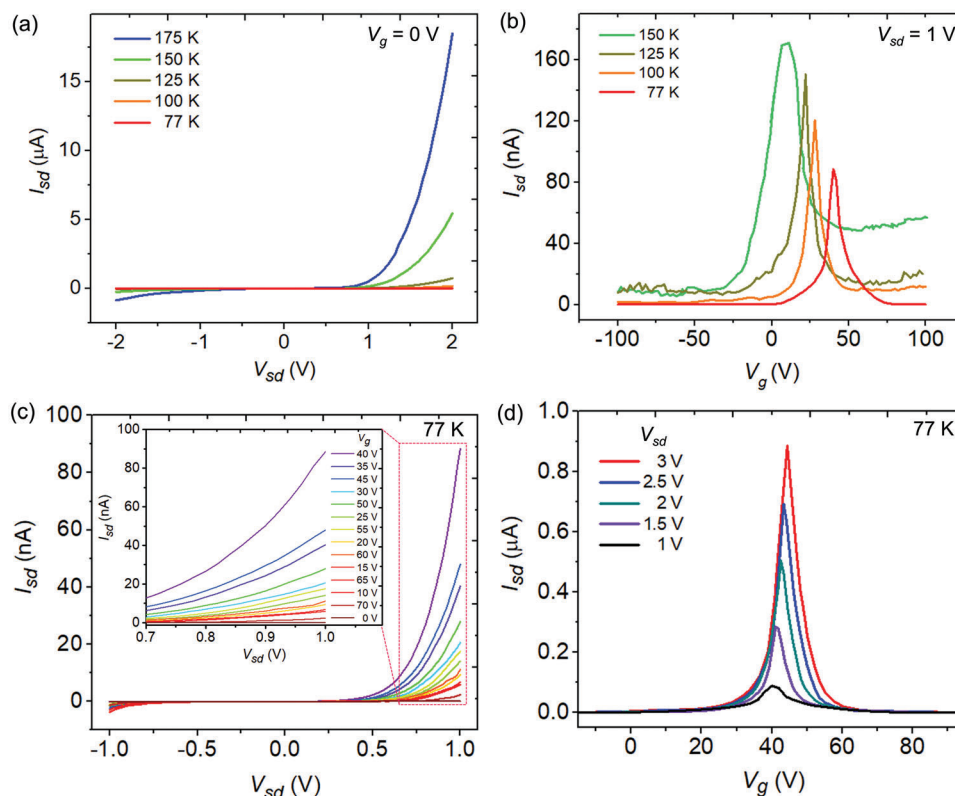 (a)
V_g = 0 V
175 K
150 K
125 K
100 K
77 K
15
10
5
0
I_sd (μA)
-2
-1
0
1
2
V_sd (V)
(b)
V_sd = 1 V
150 K
125 K
100 K
77 K
200
160
120
80
40
0
I_sd (nA)
-100
-50
0
50
100
V_g (V)
(c)
77 K
100
80
60
40
20
0
I_sd (nA)
-1.0
-0.5
0.0
0.5
1.0
V_sd (V)
100
80
60
40
20
0
I_sd (nA)
0.7
0.8
0.9
1.0
V_sd (V)
V_g
40 V
35 V
45 V
30 V
50 V
25 V
55 V
20 V
60 V
15 V
65 V
10 V
70 V
0 V
(d)
77 K
V_sd
3 V
2.5 V
2 V
1.5 V
1 V
1.0
0.8
0.6
0.4
0.2
0.0
I_sd (μA)
0
20
40
60
80
V_g (V)